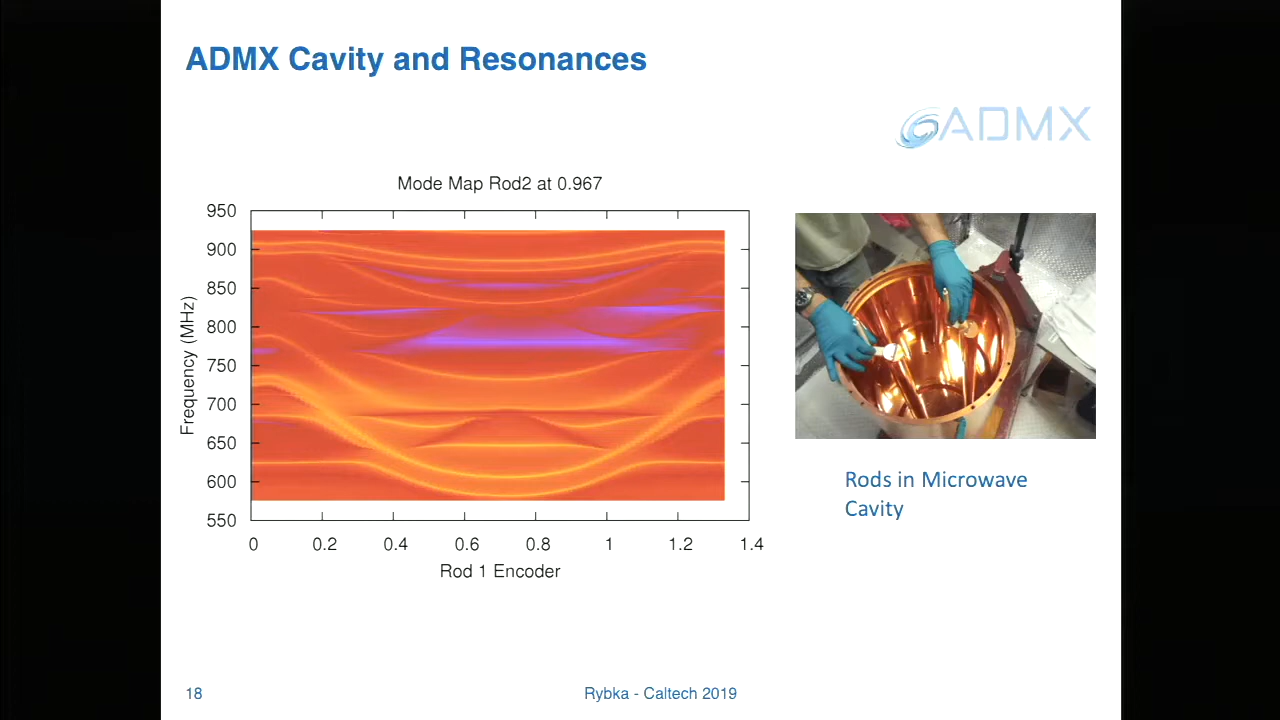 ADMX Cavity and Resonances
ADMX
Mode Map Rod2 at 0.967
950
900
850
800
750
700
650
600
550
Frequency (MHz)
0 0.2 0.4 0.6 0.8 1 1.2 1.4
Rod 1 Encoder
Rods in Microwave
Cavity
18
Rybka - Caltech 2019